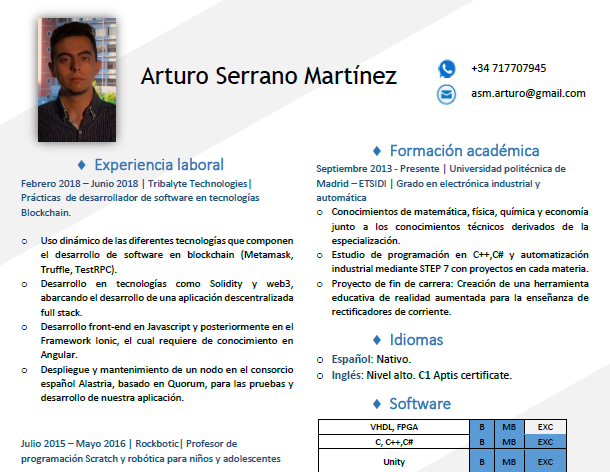 Arturo Serrano Martínez
+34 717707945
asm.arturo@gmail.com
♦ Experiencia laboral
Febrero 2018 – Junio 2018 | Tribalyte Technologies|
Prácticas de desarrollador de software en tecnologías
Blockchain.
o Uso dinámico de las diferentes tecnologías que componen
el desarrollo de software en blockchain (Metamask,
Truffle, TestRPC).
o Desarrollo en tecnologías como Solidity y web3,
abarcando el desarrollo de una aplicación descentralizada
full stack.
o Desarrollo front-end en Javascript y posteriormente en el
Framework Ionic, el cual requiere de conocimiento en
Angular.
o Despliegue y mantenimiento de un nodo en el consorcio
español Alastria, basado en Quorum, para las pruebas y
desarrollo de nuestra aplicación.
Julio 2015 – Mayo 2016 | Rockbotic| Profesor de
programación Scratch y robótica para niños y adolescentes
♦ Formación académica
Septiembre 2013 - Presente | Universidad politécnica de
Madrid – ETSIDI | Grado en electrónica industrial y
automática
o Conocimientos de matemática, física, química y economía
junto a los conocimientos técnicos derivados de la
especialización.
o Estudio de programación en C++,C# y automatización
industrial mediante STEP 7 con proyectos en cada materia.
o Proyecto de fin de carrera: Creación de una herramienta
educativa de realidad aumentada para la enseñanza de
rectificadores de corriente.
♦ Idiomas
o Español: Nativo.
o Inglés: Nivel alto. C1 Aptis certificate.
♦ Software
VHDL, FPGA B MB EXC
C, C++,C# B MB EXC
Unity B MB EXC